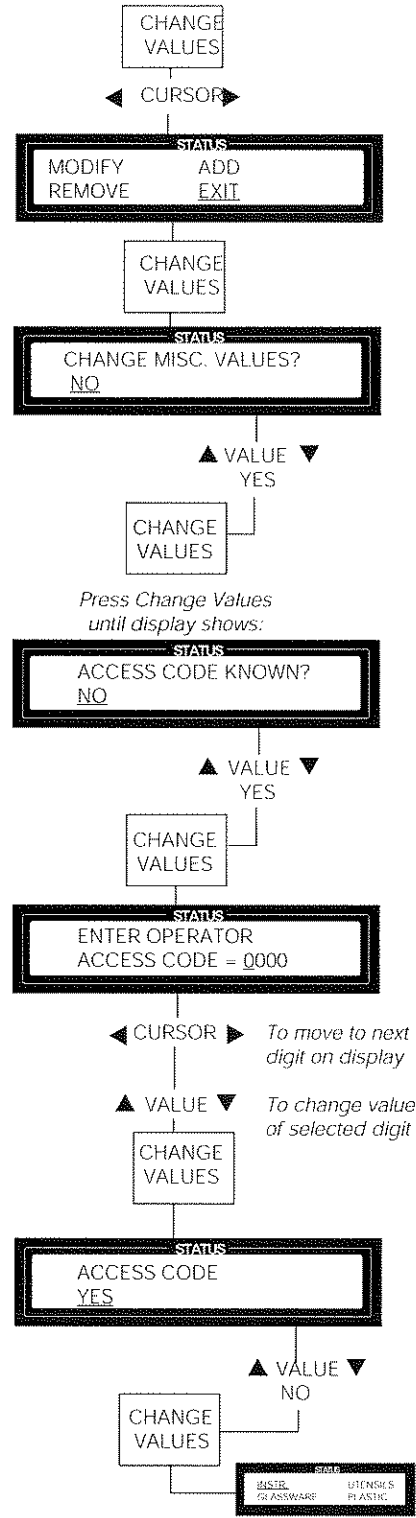 CHANGE
VALUES
◀ CURSOR ▶
STATUS
MODIFY ADD
REMOVE EXIT
CHANGE
VALUES
STATUS
CHANGE MISC. VALUES?
NO
▲ VALUE ▼
YES
CHANGE
VALUES
Press Change Values
until display shows:
STATUS
ACCESS CODE KNOWN?
NO
▲ VALUE ▼
YES
CHANGE
VALUES
STATUS
ENTER OPERATOR
ACCESS CODE = 0000
◀ CURSOR ▶ To move to next
digit on display
▲ VALUE ▼ To change value
of selected digit
CHANGE
VALUES
STATUS
ACCESS CODE
YES
▲ VALUE ▼
NO
CHANGE
VALUES
STATUS
INSTR. UTENSILS
GLASSWARE PLASTIC